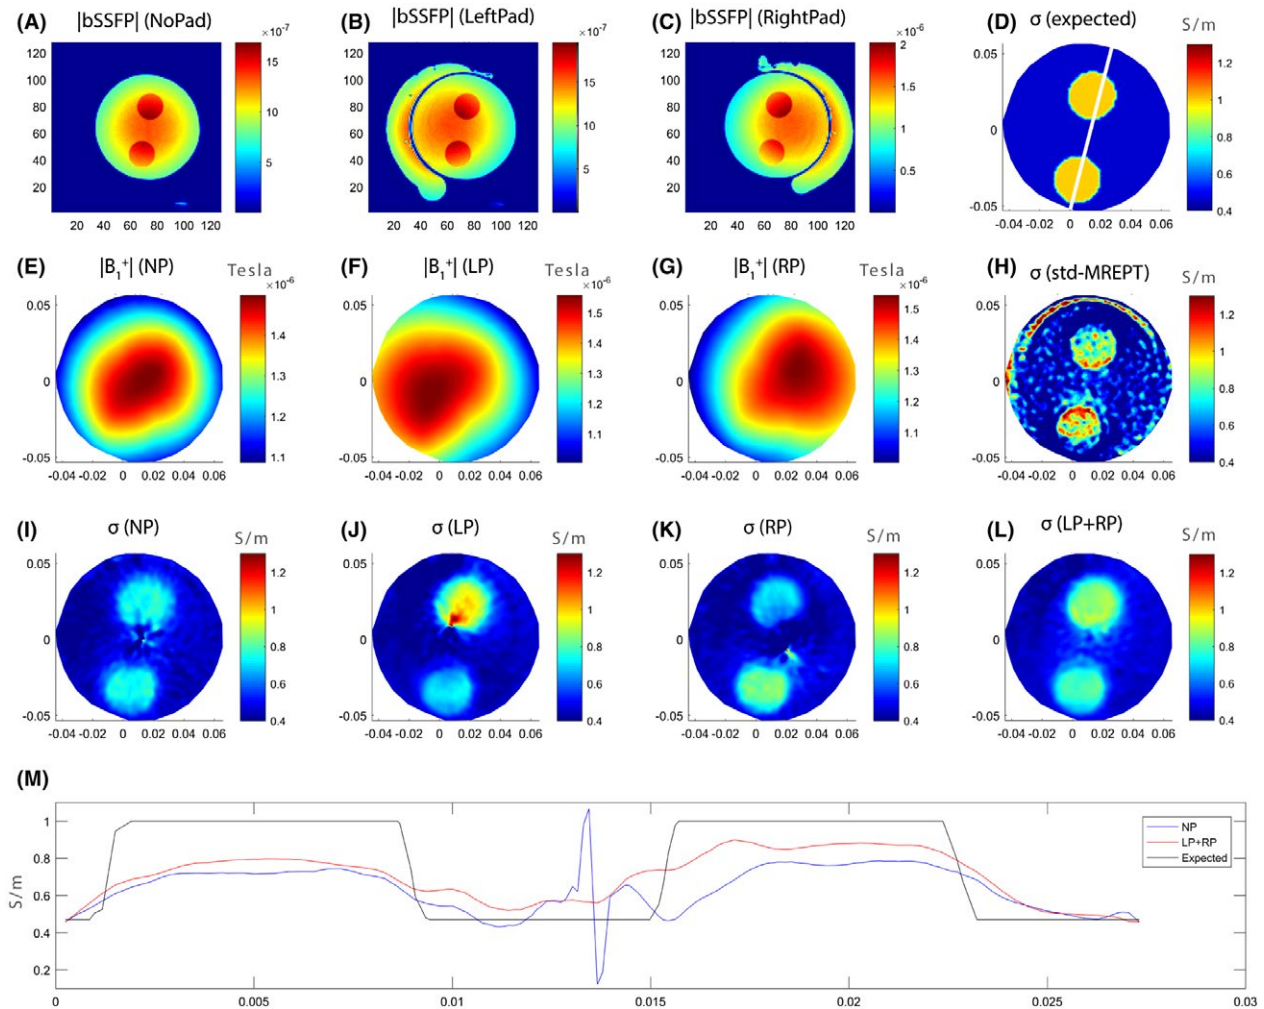 (A) |bSSFP| (NoPad)
×10⁻⁷
128
120
100
80
60
40
20
20 40 60 80 100 120
15
10
5
(B) |bSSFP| (LeftPad)
×10⁻⁷
128
120
100
80
60
40
20
20 40 60 80 100 120
15
10
5
(C) |bSSFP| (RightPad)
×10⁻⁶
128
120
100
80
60
40
20
20 40 60 80 100 120
2
1.5
1
0.5
(D) σ (expected)
S/m
0.05
0
-0.05
-0.04 -0.02 0 0.02 0.04 0.06
1.2
1
0.8
0.6
0.4
(E) |B₁⁺| (NP)
Tesla
×10⁻⁶
0.05
0
-0.05
-0.04 -0.02 0 0.02 0.04 0.06
1.4
1.3
1.2
1.1
(F) |B₁⁺| (LP)
Tesla
×10⁻⁶
0.05
0
-0.05
-0.04 -0.02 0 0.02 0.04 0.06
1.5
1.4
1.3
1.2
1.1
(G) |B₁⁺| (RP)
Tesla
×10⁻⁶
0.05
0
-0.05
-0.04 -0.02 0 0.02 0.04 0.06
1.5
1.4
1.3
1.2
1.1
(H) σ (std-MREPT)
S/m
0.05
0
-0.05
-0.04 -0.02 0 0.02 0.04 0.06
1.2
1
0.8
0.6
0.4
(I) σ (NP)
S/m
0.05
0
-0.05
-0.04 -0.02 0 0.02 0.04 0.06
1.2
1
0.8
0.6
0.4
(J) σ (LP)
S/m
0.05
0
-0.05
-0.04 -0.02 0 0.02 0.04 0.06
1.2
1
0.8
0.6
0.4
(K) σ (RP)
S/m
0.05
0
-0.05
-0.04 -0.02 0 0.02 0.04 0.06
1.2
1
0.8
0.6
0.4
(L) σ (LP+RP)
S/m
0.05
0
-0.05
-0.04 -0.02 0 0.02 0.04 0.06
1.2
1
0.8
0.6
0.4
(M)
S/m
1
0.8
0.6
0.4
0.2
0 0.005 0.01 0.015 0.02 0.025 0.03
NP
LP+RP
Expected